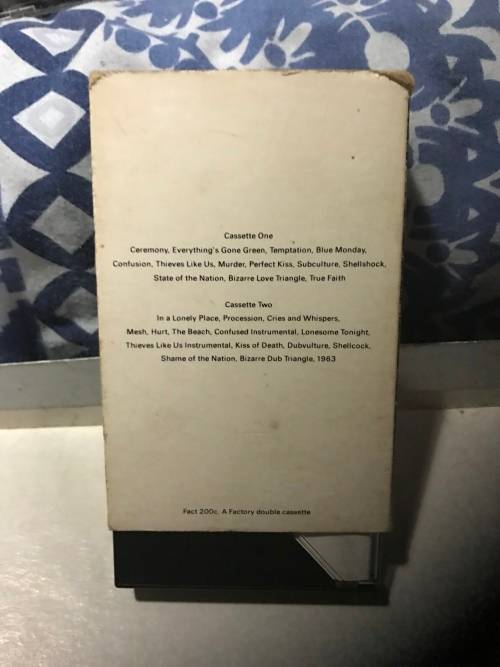 Cassette One
Ceremony, Everything's Gone Green, Temptation, Blue Monday,
Confusion, Thieves Like Us, Murder, Perfect Kiss, Subculture, Shellshock,
State of the Nation, Bizarre Love Triangle, True Faith
Cassette Two
In a Lonely Place, Procession, Cries and Whispers,
Mesh, Hurt, The Beach, Confused Instrumental, Lonesome Tonight,
Thieves Like Us Instrumental, Kiss of Death, Dubvulture, Shellcock,
Shame of the Nation, Bizarre Dub Triangle, 1963
Fact 200c. A Factory double cassette